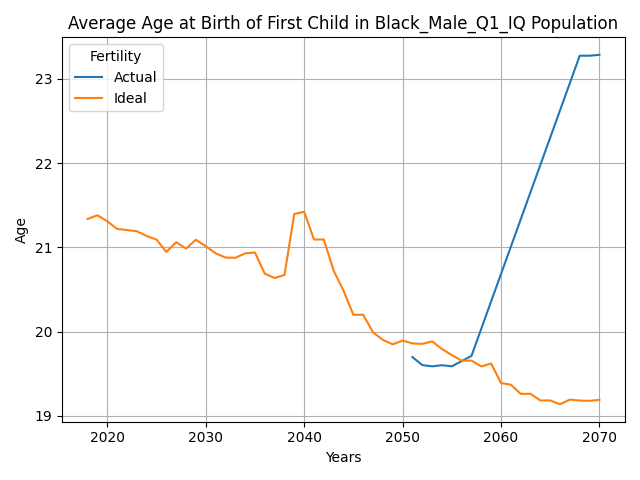 Average Age at Birth of First Child in Black_Male_Q1_IQ Population
Fertility
Actual
Ideal
Age
23
22
21
20
19
2020 2030 2040 2050 2060 2070
Years